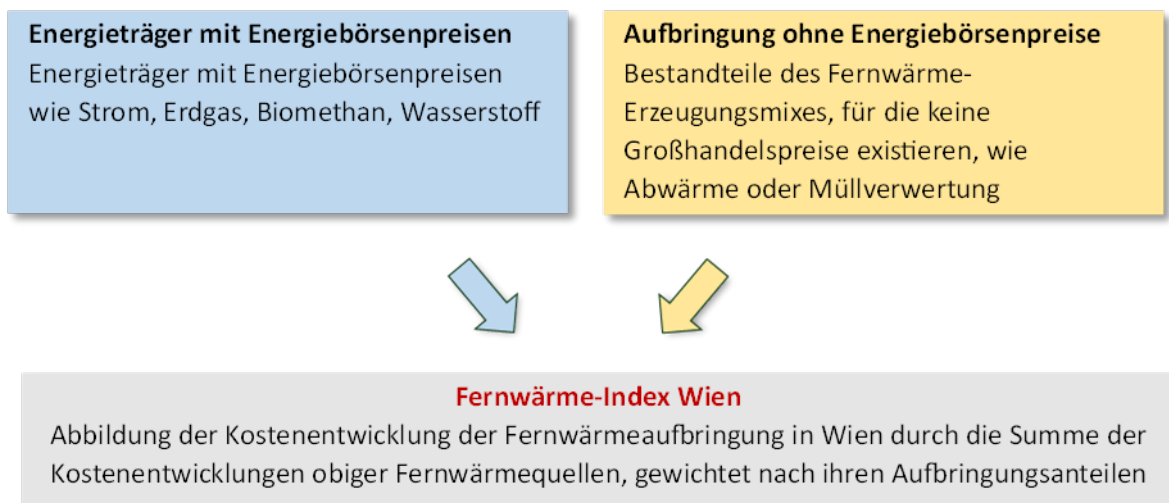 Energieträger mit Energiebörsenpreisen
Energieträger mit Energiebörsenpreisen
wie Strom, Erdgas, Biomethan, Wasserstoff
Aufbringung ohne Energiebörsenpreise
Bestandteile des Fernwärme-
Erzeugungsmixes, für die keine
Großhandelspreise existieren, wie
Abwärme oder Müllverwertung
Fernwärme-Index Wien
Abbildung der Kostenentwicklung der Fernwärmeaufbringung in Wien durch die Summe der
Kostenentwicklungen obiger Fernwärmequellen, gewichtet nach ihren Aufbringungsanteilen